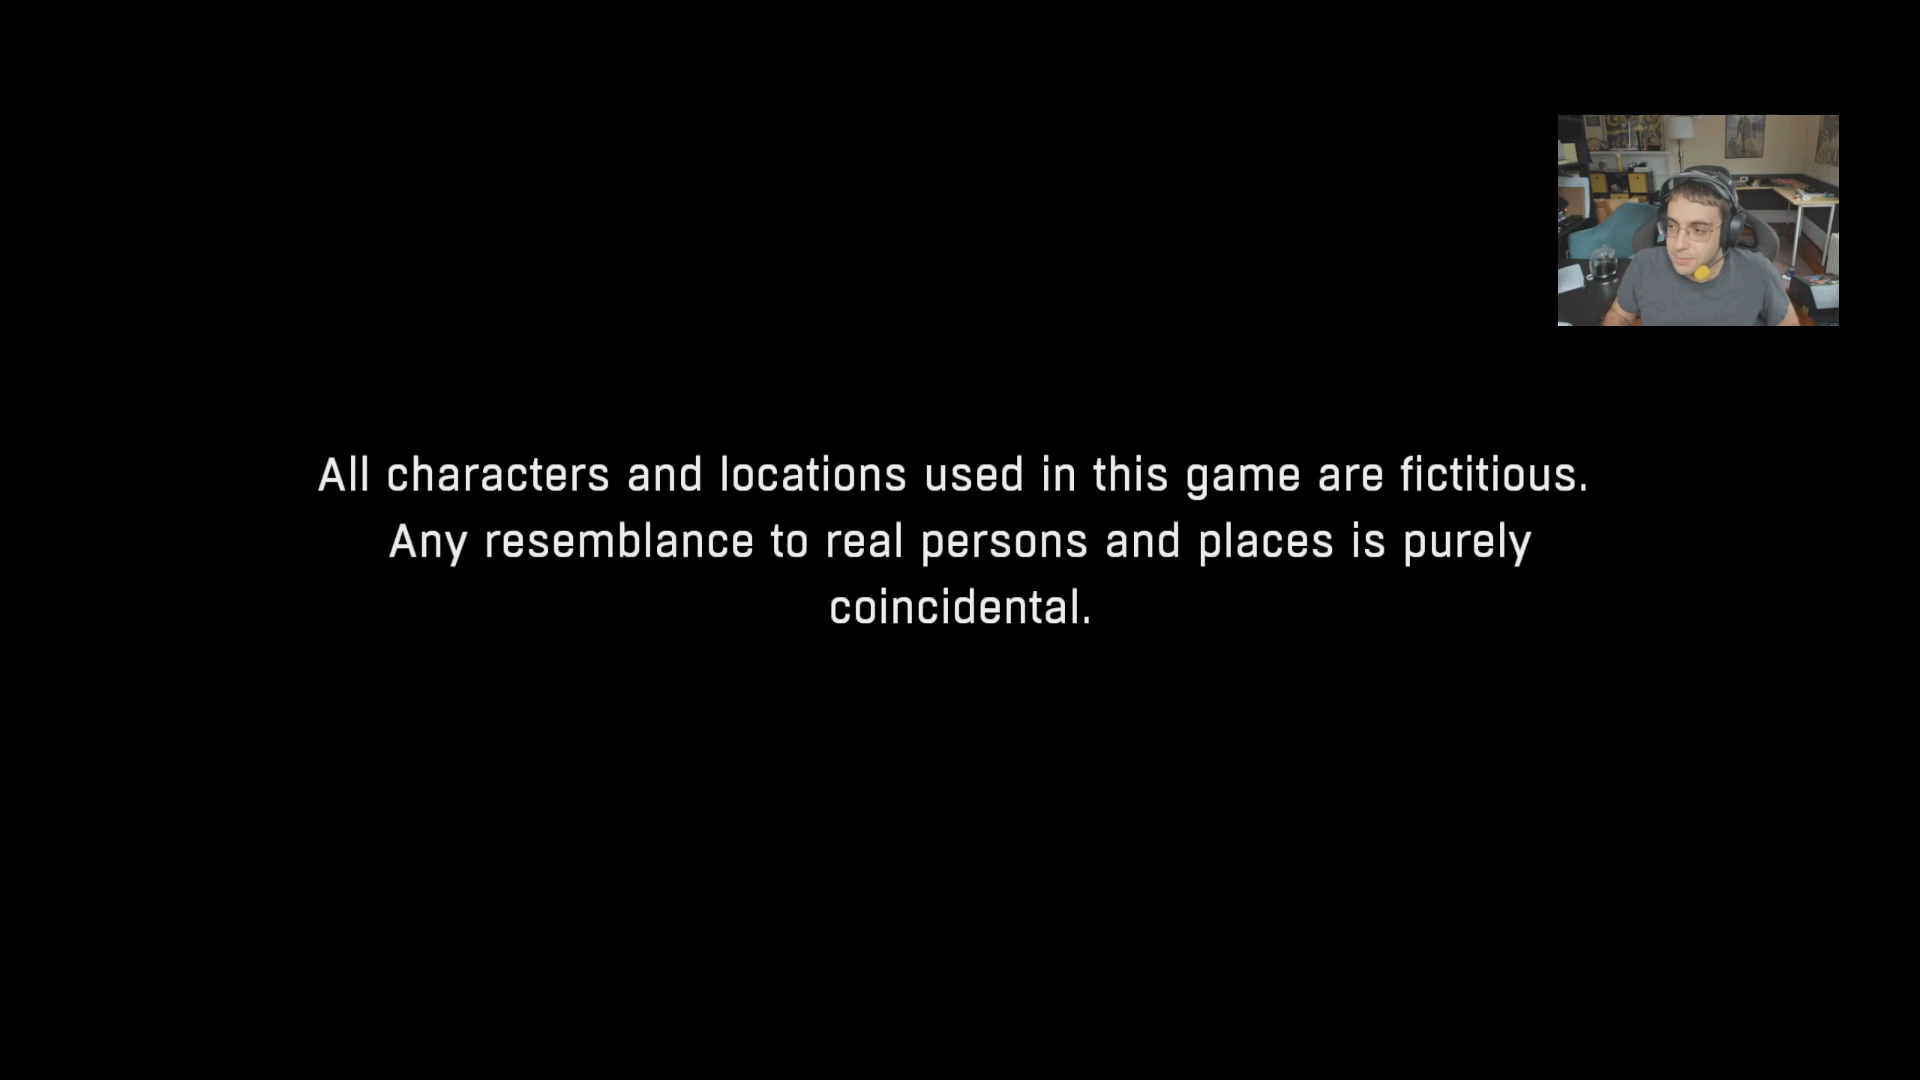 All characters and locations used in this game are fictitious.
Any resemblance to real persons and places is purely
coincidental.